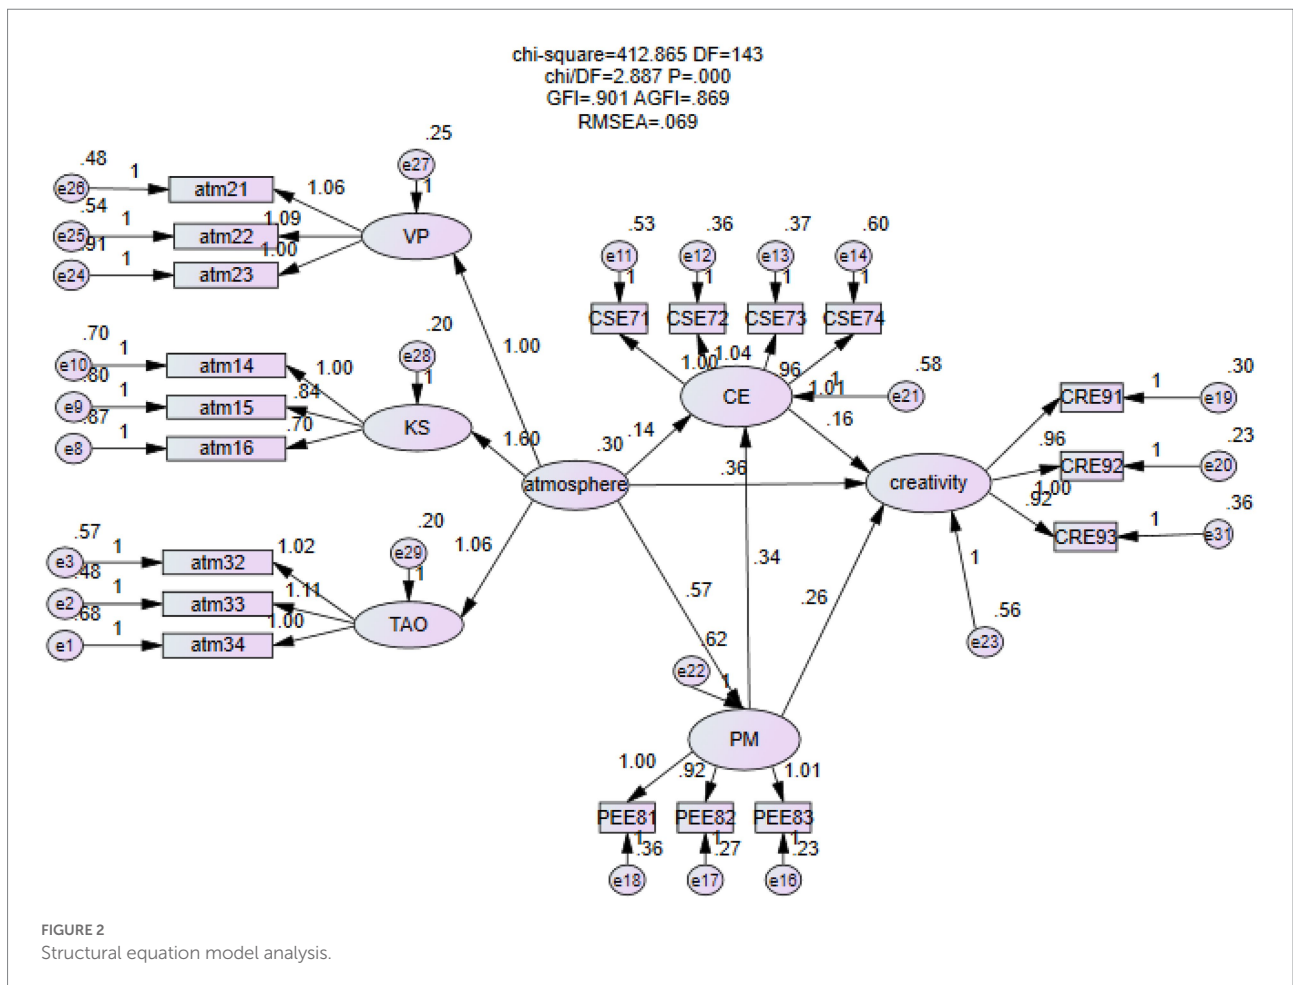 chi-square=412.865 DF=143
chi/DF=2.887 P=.000
GFI=.901 AGFI=.869
RMSEA=.069
.25
.48
e27
1
e26
1
atm21
1.06
.54
e25
1
atm22
1.09
VP
.91
1.00
e24
1
atm23
.53
.36
.37
.60
e11
e12
e13
e14
1
1
1
1
CSE71
CSE72
CSE73
CSE74
.70
.20
1.00
e10
1
atm14
1.00
e28
1
1.00
1.04
.96
1.01
1
.58
.80
e9
1
atm15
.84
CE
e21
.87
e8
1
atm16
.70
KS
1.60
.30
.14
.16
CRE91
1
e19
.30
.96
.23
CRE92
1
e20
atmosphere
.36
creativity
1.00
.92
.36
CRE93
1
e31
.57
.20
e3
1
atm32
1.02
e29
1
1.06
.48
e2
1
atm33
1.11
.68
1.00
TAO
e1
1
atm34
.34
.57
.26
1
.56
e23
.62
e22
1
PM
1.00
.92
1.01
PEE81
PEE82
PEE83
1
.36
1
.27
1
.23
e18
e17
e16
FIGURE 2
Structural equation model analysis.